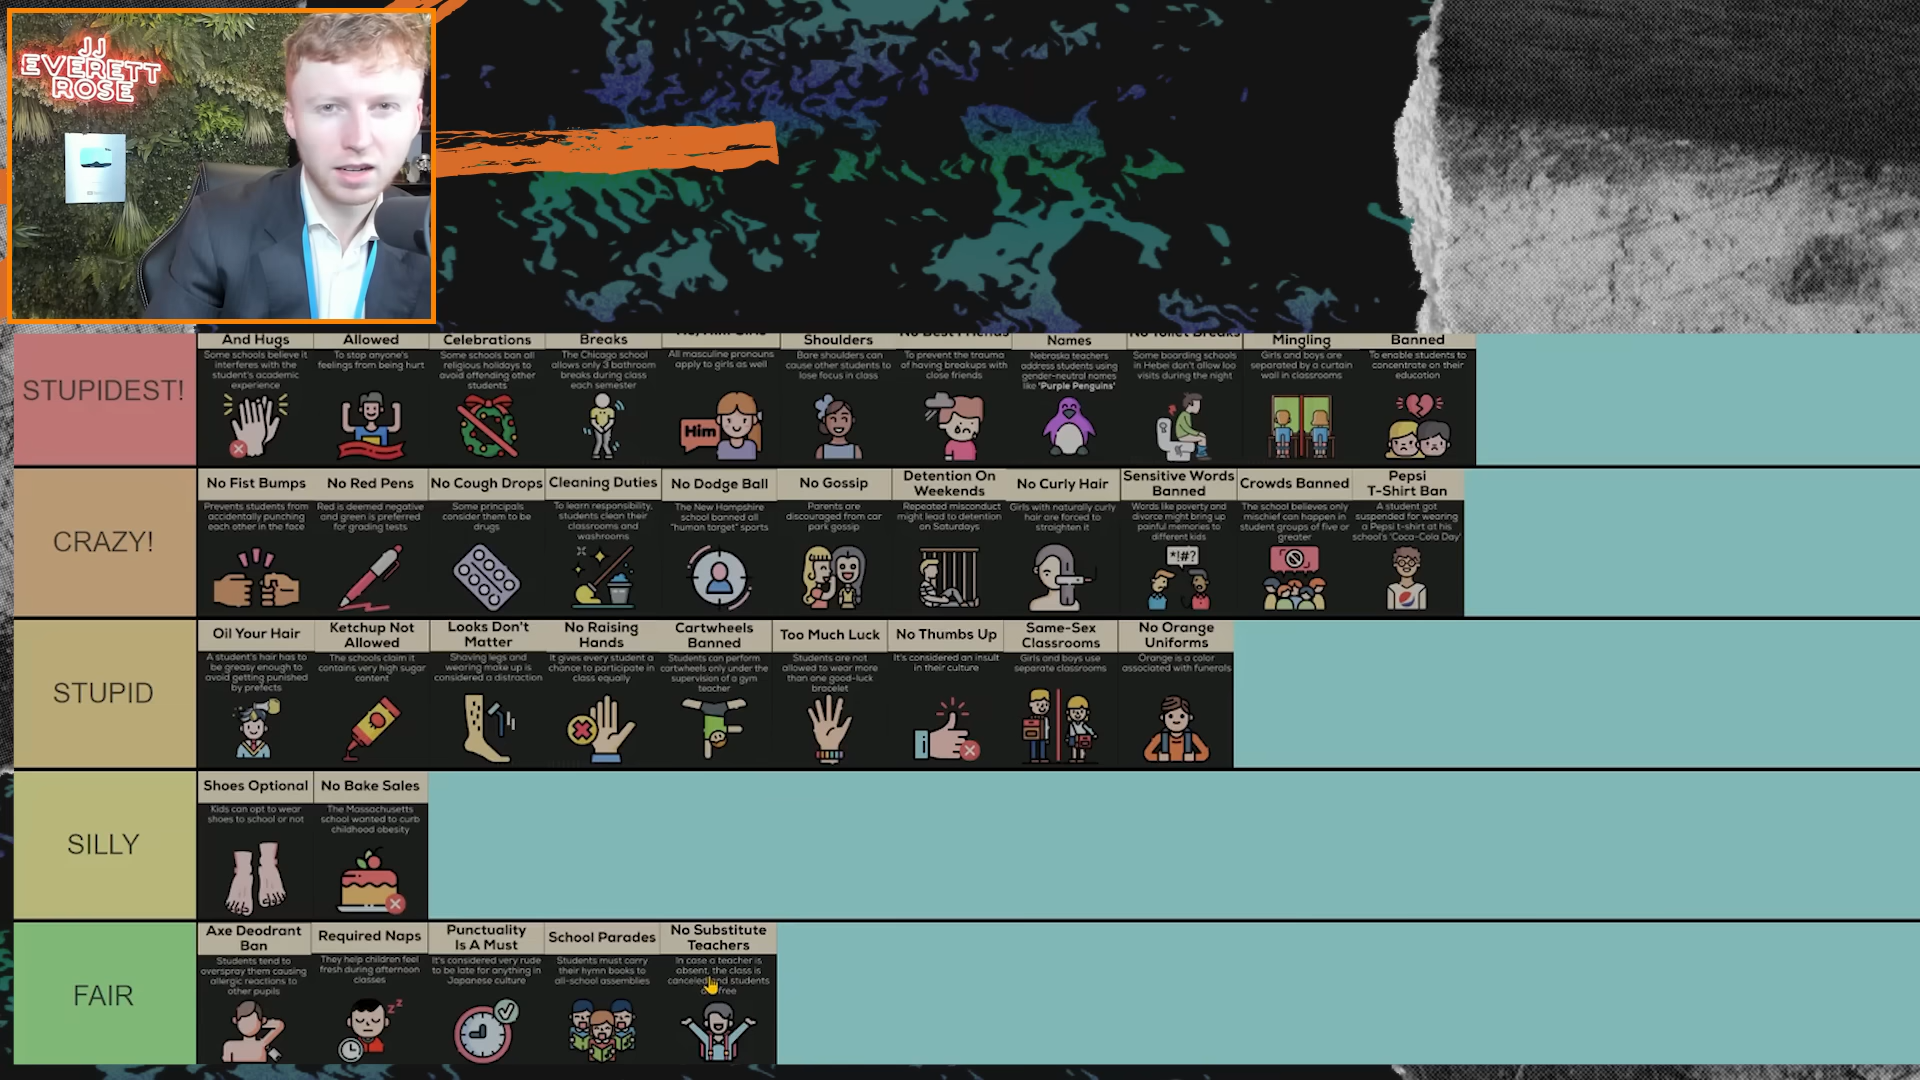 JJ
EVERETT
ROSE
STUPIDEST!
And Hugs
Some schools believe it
interferes with the
student's academic
experience
Allowed
To stop anyone's
feelings from being hurt
Celebrations
Some schools ban all
religious holidays to
avoid offending other
students
Breaks
The Chicago school
allows only 3 bathroom
breaks during class
each semester
All masculine pronouns
apply to girls as well
Him
Shoulders
Bare shoulders can
cause other students to
lose focus in class
No Best Friends
To prevent the trauma
of having breakups with
close friends
Names
Nebraska teachers
address students using
gender-neutral names
like 'Purple Penguins'
No Toilet Breaks
Some boarding schools
in Hebei don't allow loo
visits during the night
Mingling
Girls and boys are
separated by a curtain
wall in classrooms
Banned
To enable students to
concentrate on their
education
CRAZY!
No Fist Bumps
Prevents students from
accidentally punching
each other in the face
No Red Pens
Red is deemed negative
and green is preferred
for grading tests
No Cough Drops
Some principals
consider them to be
drugs
Cleaning Duties
To learn responsibility,
students clean their
classrooms and
washrooms
No Dodge Ball
The New Hampshire
school banned all
"human target" sports
No Gossip
Parents are
discouraged from car
park gossip
Detention On
Weekends
Repeated misconduct
might lead to detention
on Saturdays
No Curly Hair
Girls with naturally curly
hair are forced to
straighten it
Sensitive Words
Banned
Words like poverty and
divorce might bring up
painful memories to
different kids
*!#?
Crowds Banned
The school believes only
mischief can happen in
student groups of five or
greater
Pepsi
T-Shirt Ban
A student got
suspended for wearing
a Pepsi t-shirt at his
school's 'Coca-Cola Day'
STUPID
Oil Your Hair
A student's hair has to
be greasy enough to
avoid getting punished
by prefects
Ketchup Not
Allowed
The schools claim it
contains very high sugar
content
Looks Don't
Matter
Shaving legs and
wearing make up is
considered a distraction
No Raising
Hands
It gives every student a
chance to participate in
class equally
Cartwheels
Banned
Students can perform
cartwheels only under the
supervision of a gym
teacher
Too Much Luck
Students are not
allowed to wear more
than one good-luck
bracelet
No Thumbs Up
It's considered an insult
in their culture
Same-Sex
Classrooms
Girls and boys use
separate classrooms
No Orange
Uniforms
Orange is a color
associated with funerals
SILLY
Shoes Optional
Kids can opt to wear
shoes to school or not
No Bake Sales
The Massachusetts
school wanted to curb
childhood obesity
FAIR
Axe Deodrant
Ban
Students tend to
overspray them causing
allergic reactions to
other pupils
Required Naps
They help children feel
fresh during afternoon
classes
Punctuality
Is A Must
It's considered very rude
to be late for anything in
Japanese culture
School Parades
Students must carry
their hymn books to
all-school assemblies
No Substitute
Teachers
In case a teacher is
absent, the class is
canceled and students
free